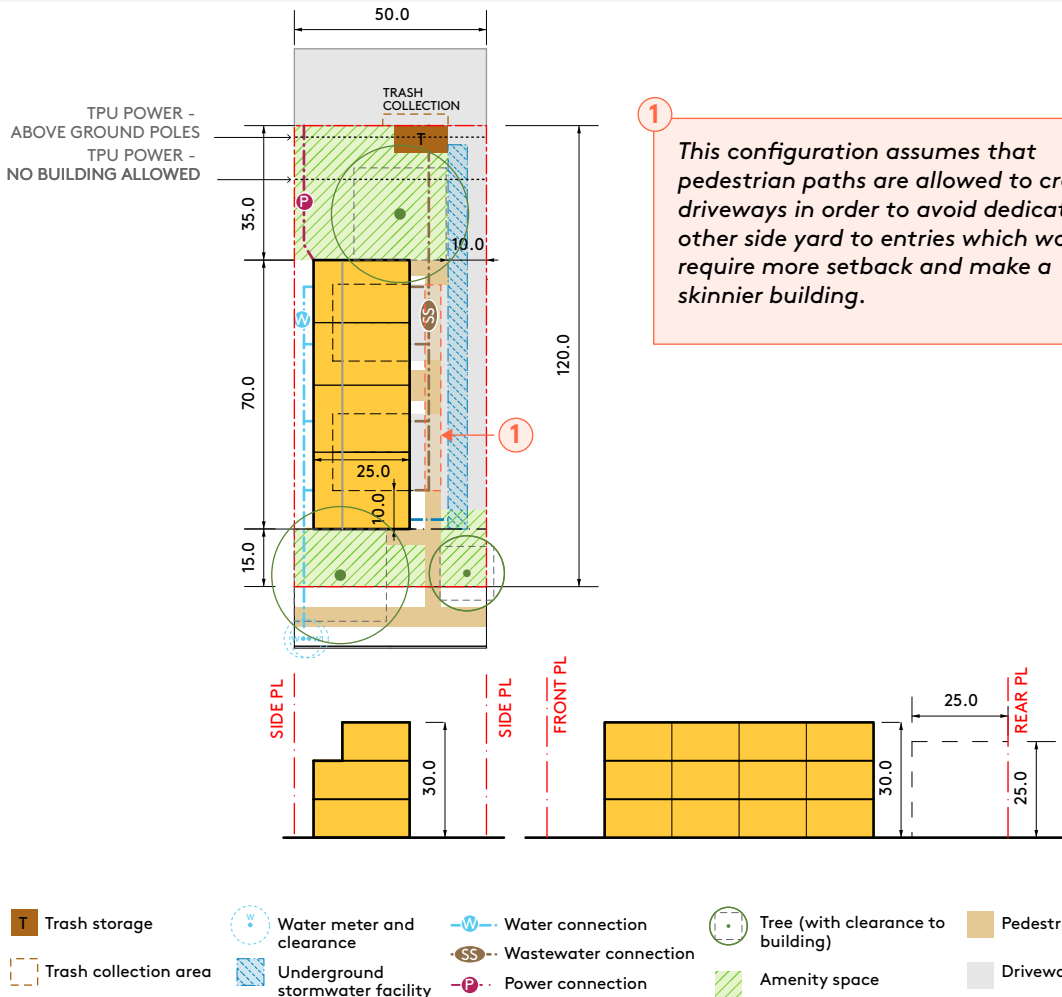 50.0
TRASH
COLLECTION
T
TPU POWER -
ABOVE GROUND POLES
TPU POWER -
NO BUILDING ALLOWED
P
35.0
10.0
W
SS
70.0
120.0
1
25.0
10.0
15.0
1
This configuration assumes that
pedestrian paths are allowed to
driveways in order to avoid
other side yard to entries which
require more setback and make a
skinnier building.
SIDE PL
SIDE PL
FRONT PL
REAR PL
30.0
30.0
25.0
25.0
T Trash storage
Trash collection area
W Water meter and
clearance
Underground
stormwater facility
W Water connection
SS Wastewater connection
P Power connection
Tree (with clearance to
building)
Amenity space